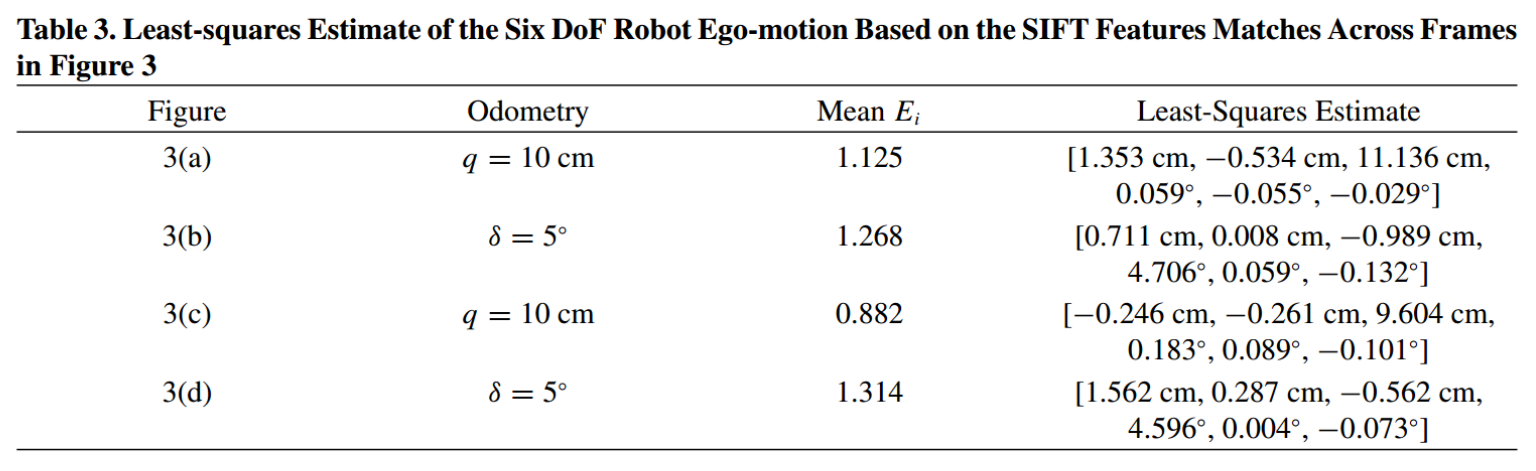 Table 3. Least-squares Estimate of the Six DoF Robot Ego-motion Based on the SIFT Features Matches Across Frames
in Figure 3
Figure Odometry Mean E_i Least-Squares Estimate
3(a) q = 10 cm 1.125 [1.353 cm, −0.534 cm, 11.136 cm,
0.059°, −0.055°, −0.029°]
3(b) δ = 5° 1.268 [0.711 cm, 0.008 cm, −0.989 cm,
4.706°, 0.059°, −0.132°]
3(c) q = 10 cm 0.882 [−0.246 cm, −0.261 cm, 9.604 cm,
0.183°, 0.089°, −0.101°]
3(d) δ = 5° 1.314 [1.562 cm, 0.287 cm, −0.562 cm,
4.596°, 0.004°, −0.073°]